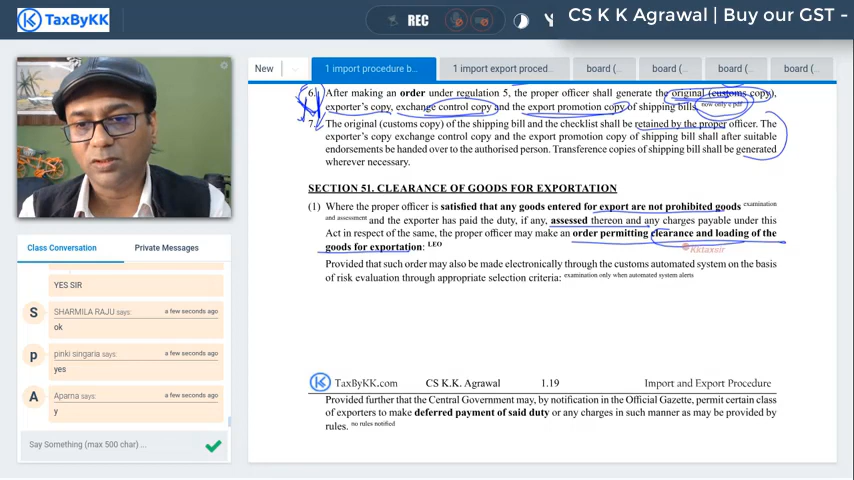 TaxByKK
REC
CS K K Agrawal | Buy our GST -
New
1 import procedure b...
1 import export proced...
board (...
board (...
board (...
board (...
6. After making an order under regulation 5, the proper officer shall generate the original (customs copy),
exporter's copy, exchange control copy and the export promotion copy of shipping bills. now only e pdf
7. The original (customs copy) of the shipping bill and the checklist shall be retained by the proper officer. The
exporter's copy exchange control copy and the export promotion copy of shipping bill shall after suitable
endorsements be handed over to the authorised person. Transference copies of shipping bill shall be generated
wherever necessary.
SECTION 51. CLEARANCE OF GOODS FOR EXPORTATION
(1) Where the proper officer is satisfied that any goods entered for export are not prohibited goods examination
and assessment and the exporter has paid the duty, if any, assessed thereon and any charges payable under this
Act in respect of the same, the proper officer may make an order permitting clearance and loading of the
goods for exportation: LEO
Kktaxsir
Provided that such order may also be made electronically through the customs automated system on the basis
of risk evaluation through appropriate selection criteria: examination only when automated system alerts
TaxByKK.com CS K.K. Agrawal 1.19 Import and Export Procedure
Provided further that the Central Government may, by notification in the Official Gazette, permit certain class
of exporters to make deferred payment of said duty or any charges in such manner as may be provided by
rules. no rules notified
Class Conversation
Private Messages
YES SIR
S SHARMILA RAJU says: a few seconds ago
ok
p pinki singaria says: a few seconds ago
yes
A Aparna says: a few seconds ago
y
Say Something (max 500 char) ...